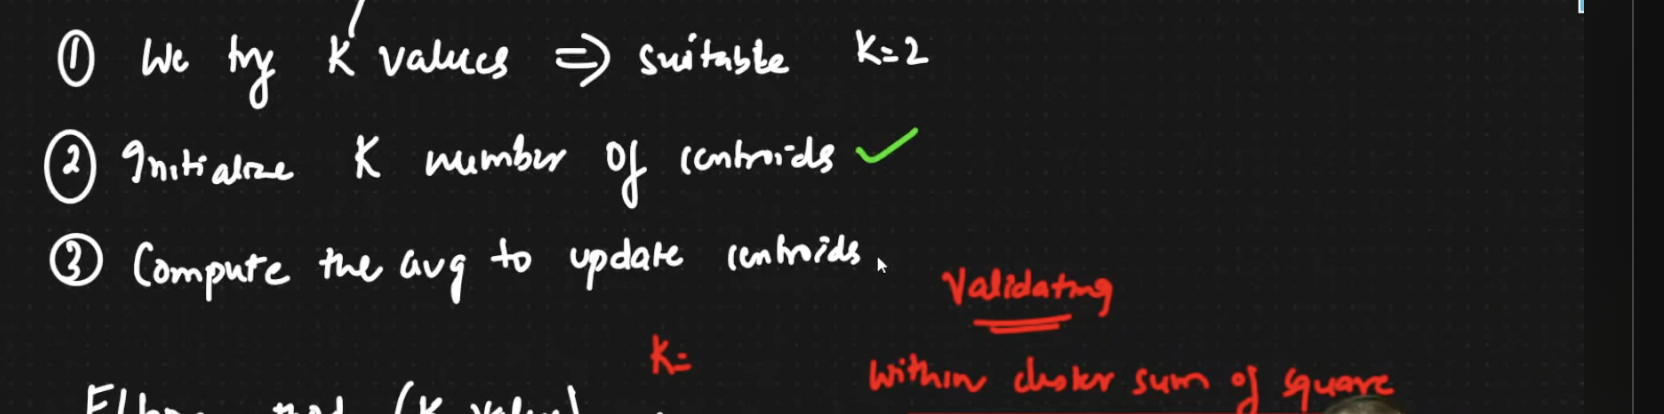 ① We try K values => suitable K=2
② Initialize K number of centroids
③ Compute the avg to update centroids.
Validating
K=
Within cluster sum of square
(K value)